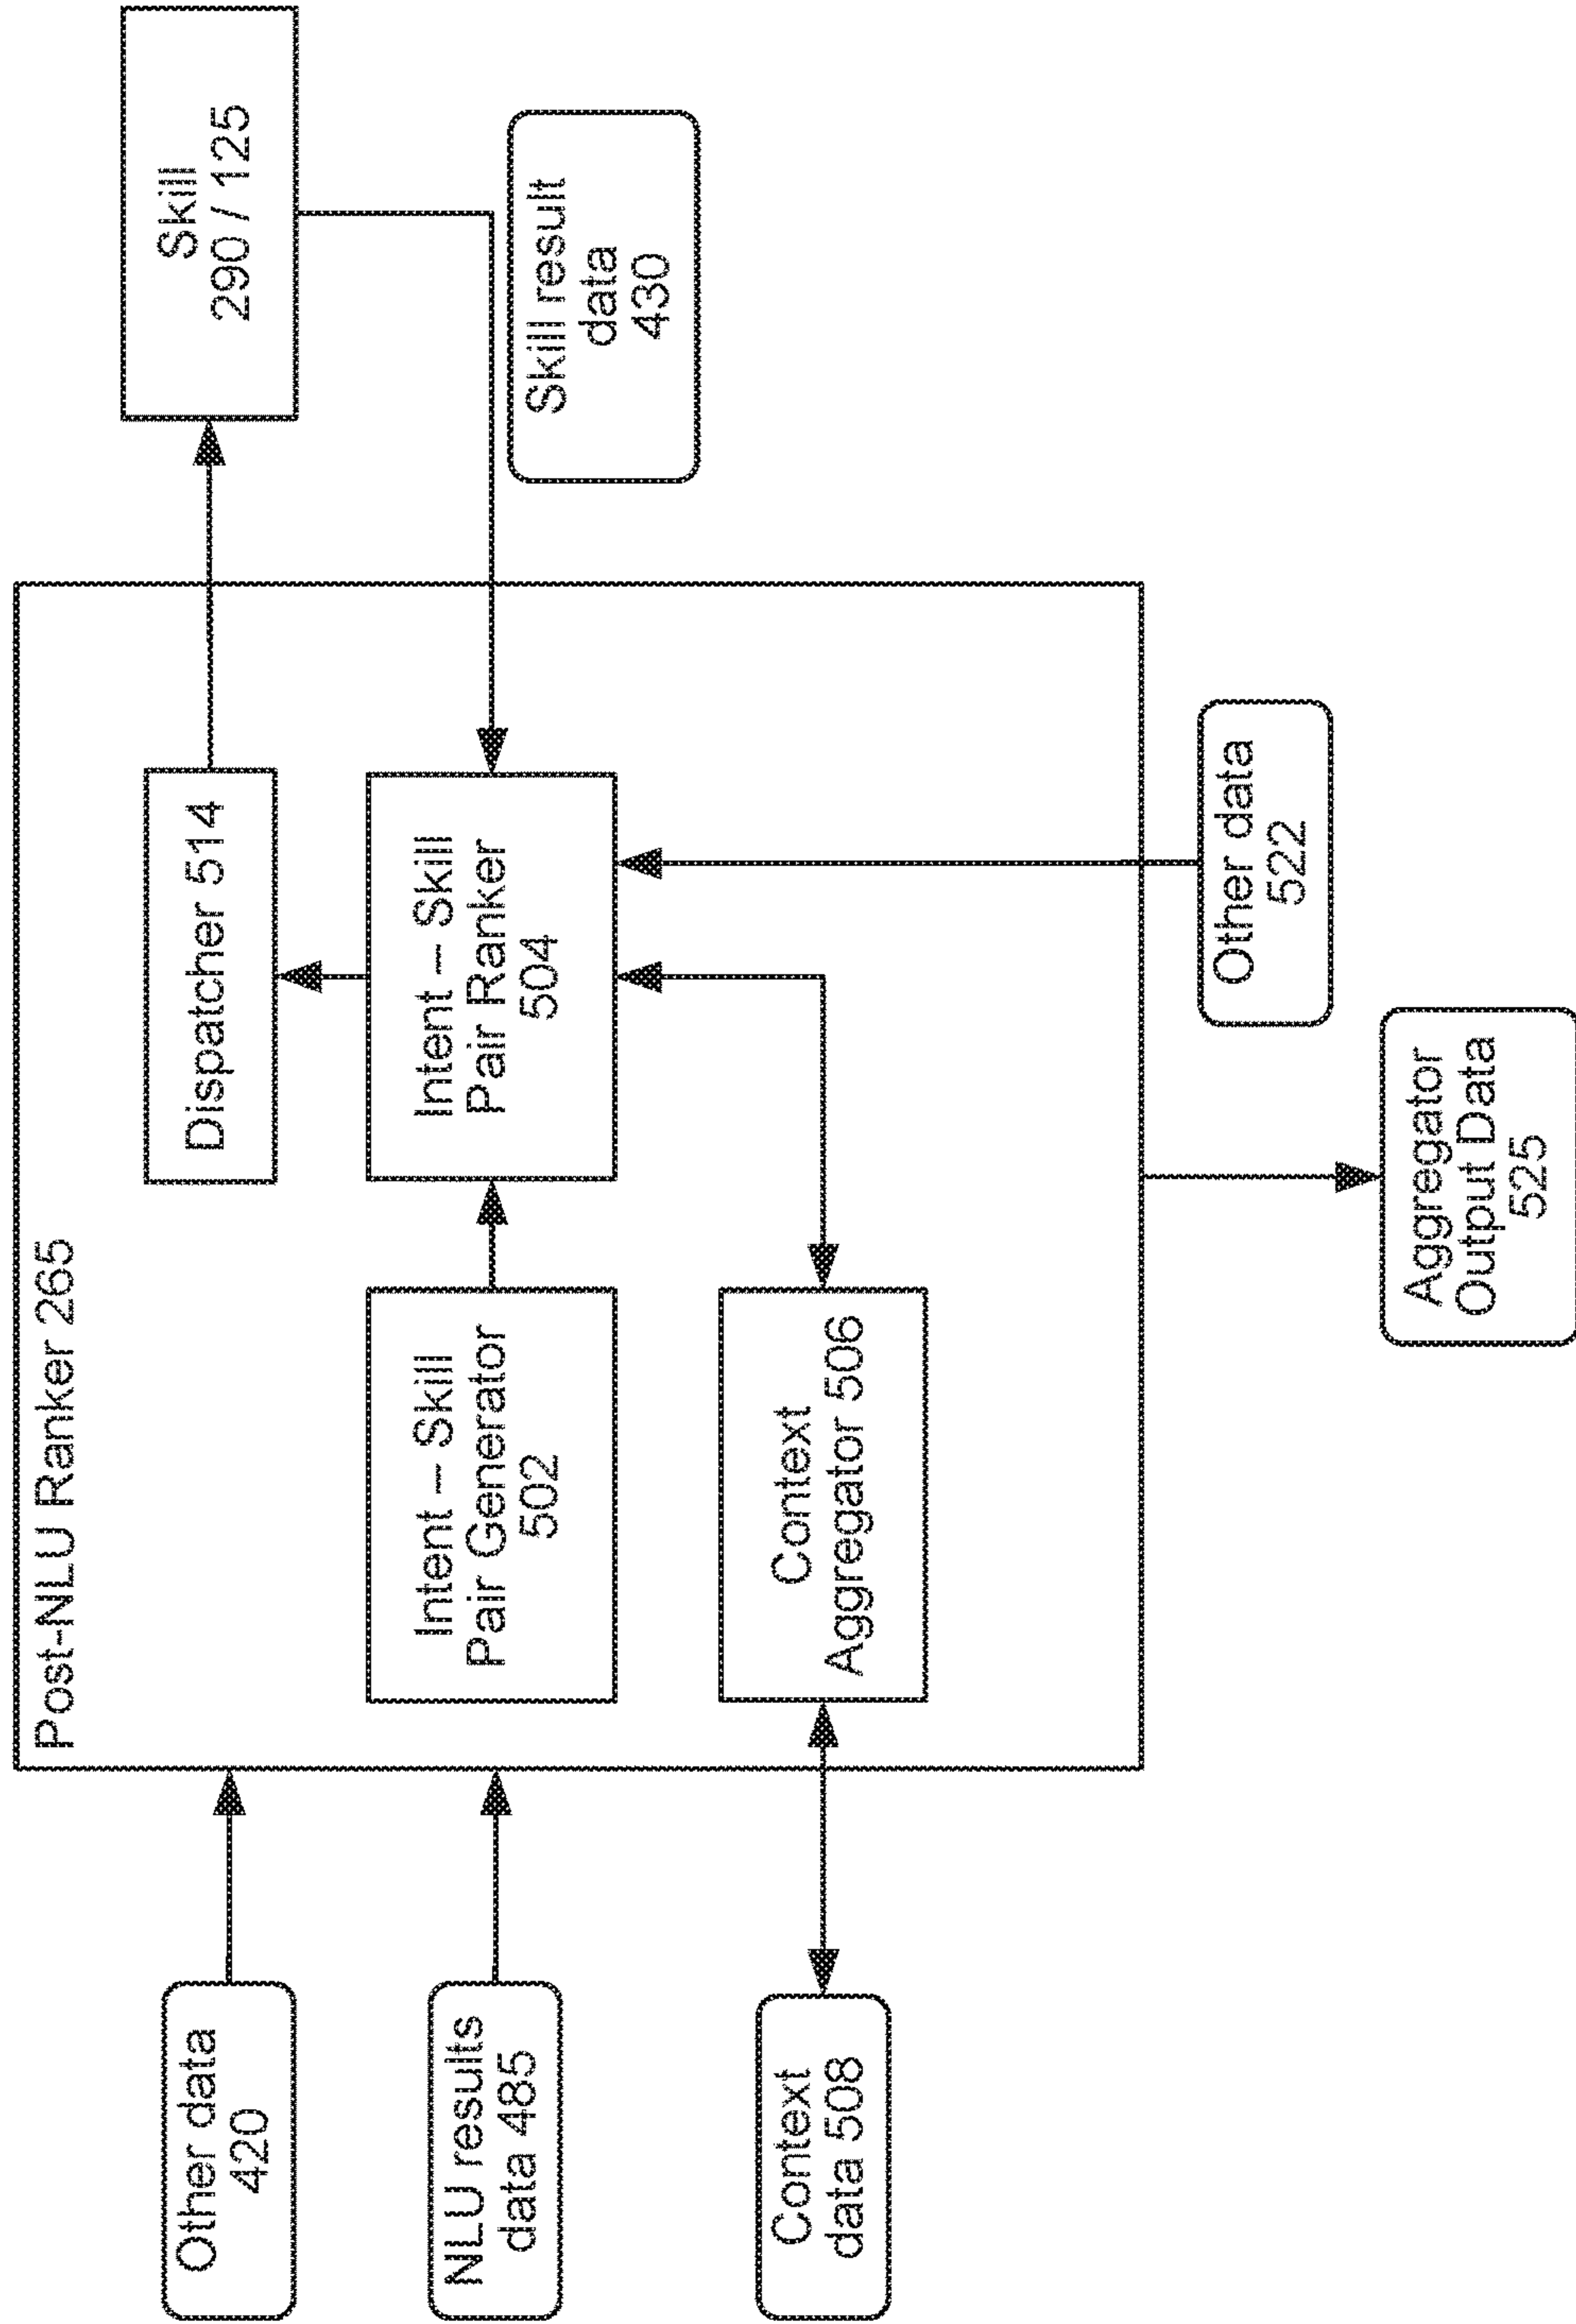 Post-NLU Ranker 265
Other data
420
NLU results
data 485
Context
data 508
Dispatcher 514
Intent – Skill
Pair Generator
502
Intent – Skill
Pair Ranker
504
Context
Aggregator 506
Skill
290 / 125
Skill result
data
430
Other data
522
Aggregator
Output Data
525